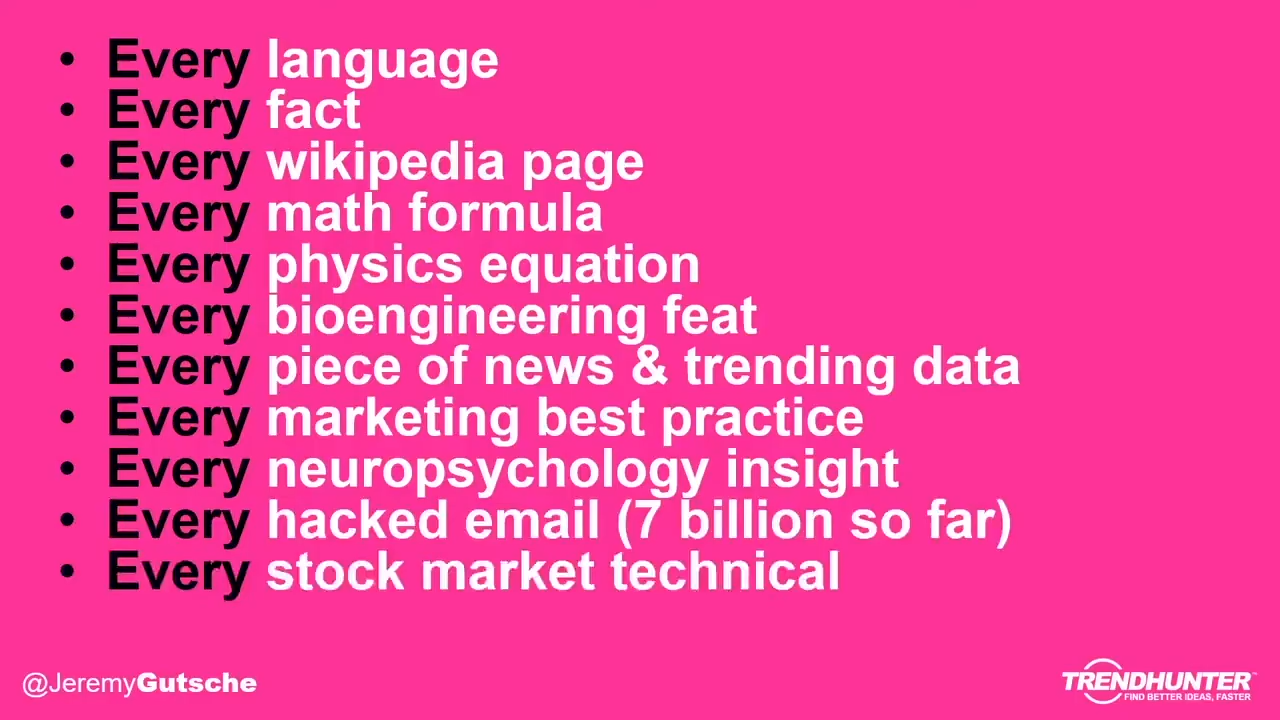 • Every language
• Every fact
• Every wikipedia page
• Every math formula
• Every physics equation
• Every bioengineering feat
• Every piece of news & trending data
• Every marketing best practice
• Every neuropsychology insight
• Every hacked email (7 billion so far)
• Every stock market technical
@JeremyGutsche
TRENDHUNTER™
FIND BETTER IDEAS, FASTER